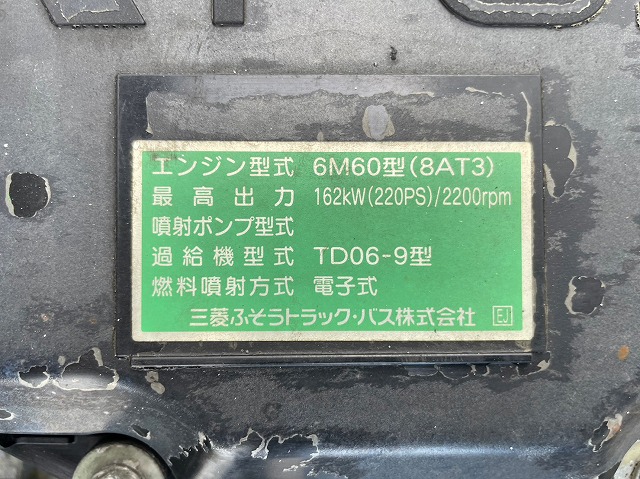 エンジン型式 6M60型(8AT3)
最高出力 162kW(220PS)/2200rpm
噴射ポンプ型式
過給機型式 TD06-9型
燃料噴射方式 電子式
三菱ふそうトラック・バス株式会社 EJ